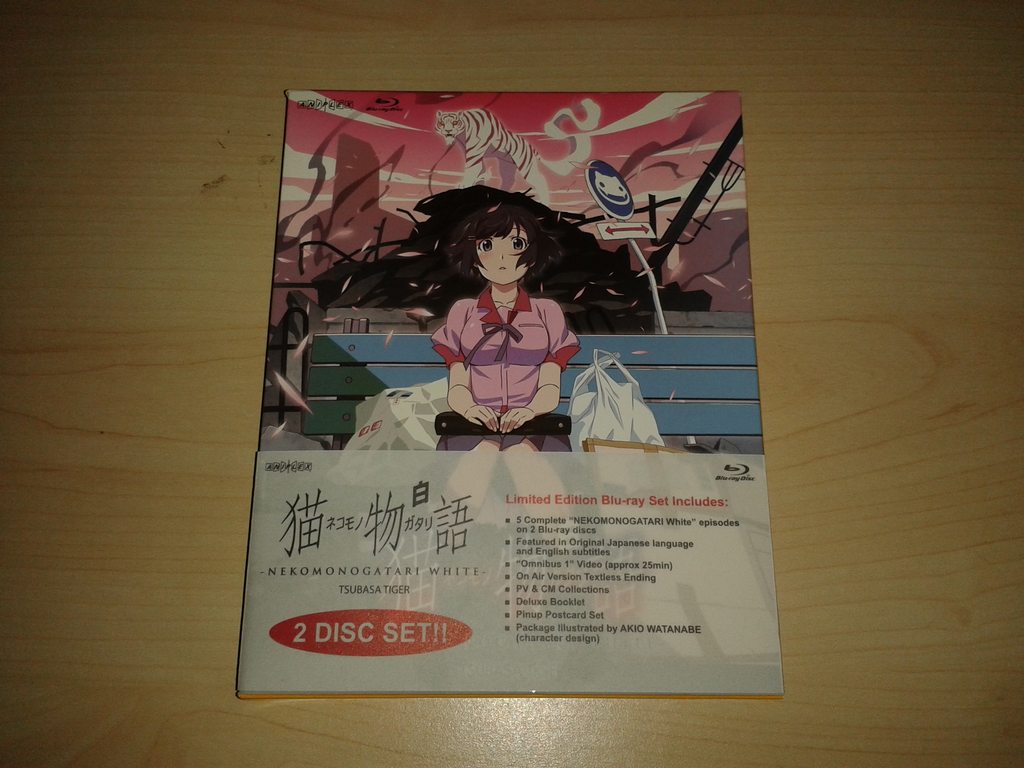 ANIPLEX
Blu-ray Disc
ANIPLEX
Blu-ray Disc
猫物語 白
ネコモノ ガタリ
-NEKOMONOGATARI WHITE-
TSUBASA TIGER
2 DISC SET!!
Limited Edition Blu-ray Set Includes:
5 Complete "NEKOMONOGATARI White" episodes
on 2 Blu-ray discs
Featured in Original Japanese language
and English subtitles
"Omnibus 1" Video (approx 25min)
On Air Version Textless Ending
PV & CM Collections
Deluxe Booklet
Pinup Postcard Set
Package Illustrated by AKIO WATANABE
(character design)